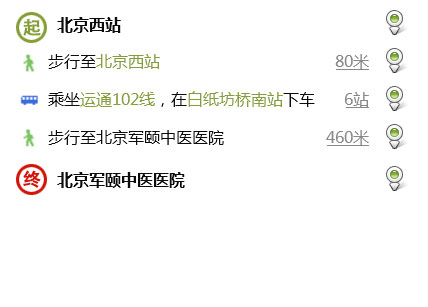 起 北京西站
步行至北京西站 80米
乘坐运通102线，在白纸坊桥南站下车 6站
步行至北京军颐中医医院 460米
终 北京军颐中医医院